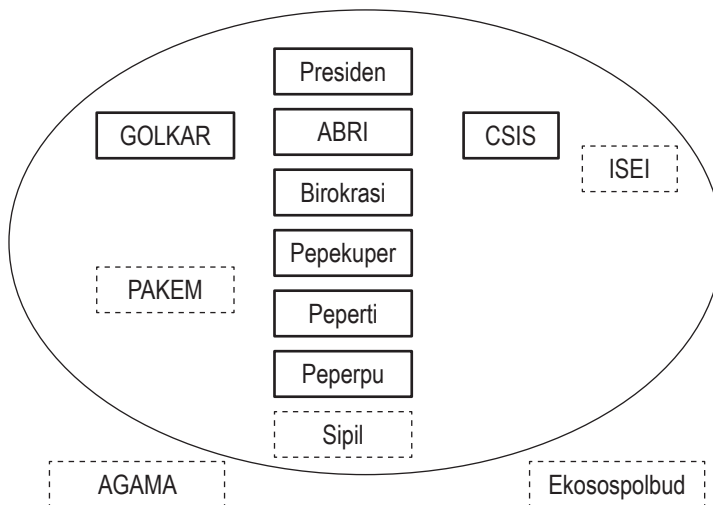 Presiden
GOLKAR
ABRI
CSIS
ISEI
Birokrasi
Pepekuper
PAKEM
Peperti
Peperpu
Sipil
AGAMA
Ekosospolbud